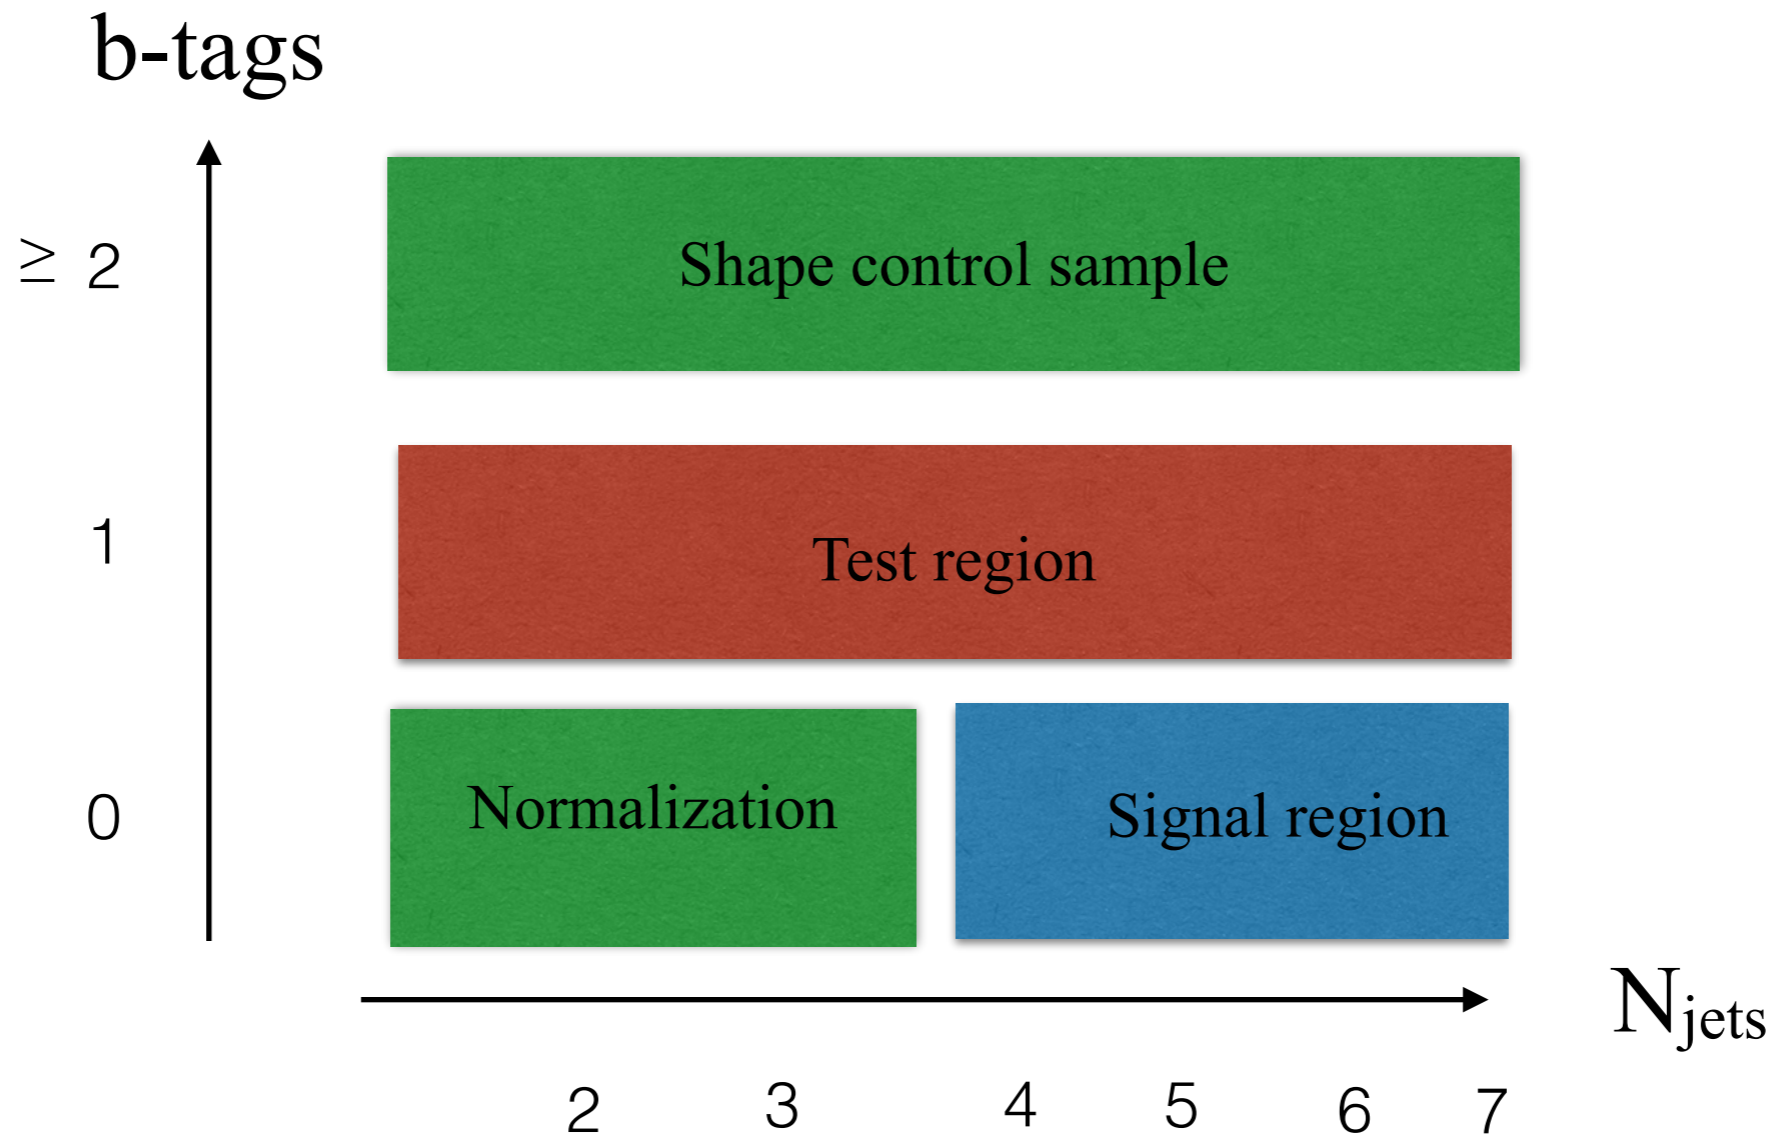 b-tags
≥ 2
Shape control sample
1
Test region
0
Normalization
Signal region
Njets
2 3 4 5 6 7